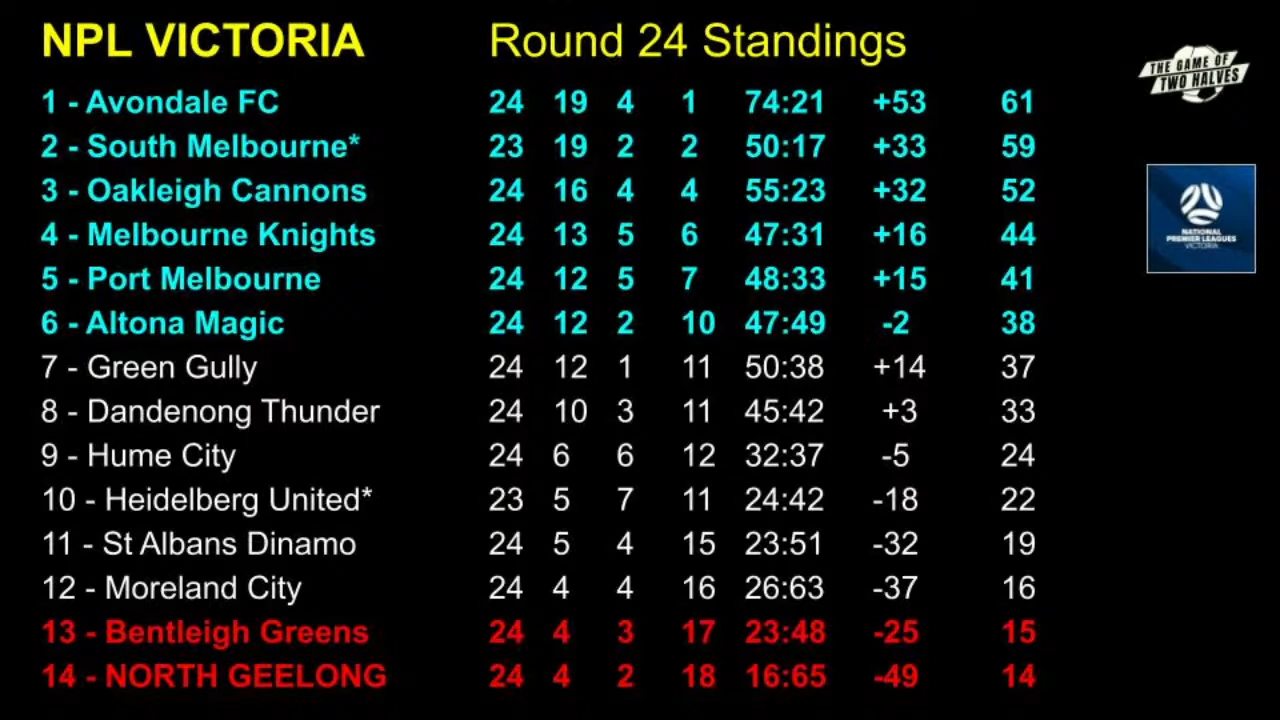 NPL VICTORIA Round 24 Standings
THE GAME OF
TWO HALVES
1 - Avondale FC 24 19 4 1 74:21 +53 61
2 - South Melbourne* 23 19 2 2 50:17 +33 59
3 - Oakleigh Cannons 24 16 4 4 55:23 +32 52
4 - Melbourne Knights 24 13 5 6 47:31 +16 44
NATIONAL
PREMIER LEAGUES
VICTORIA
5 - Port Melbourne 24 12 5 7 48:33 +15 41
6 - Altona Magic 24 12 2 10 47:49 -2 38
7 - Green Gully 24 12 1 11 50:38 +14 37
8 - Dandenong Thunder 24 10 3 11 45:42 +3 33
9 - Hume City 24 6 6 12 32:37 -5 24
10 - Heidelberg United* 23 5 7 11 24:42 -18 22
11 - St Albans Dinamo 24 5 4 15 23:51 -32 19
12 - Moreland City 24 4 4 16 26:63 -37 16
13 - Bentleigh Greens 24 4 3 17 23:48 -25 15
14 - NORTH GEELONG 24 4 2 18 16:65 -49 14